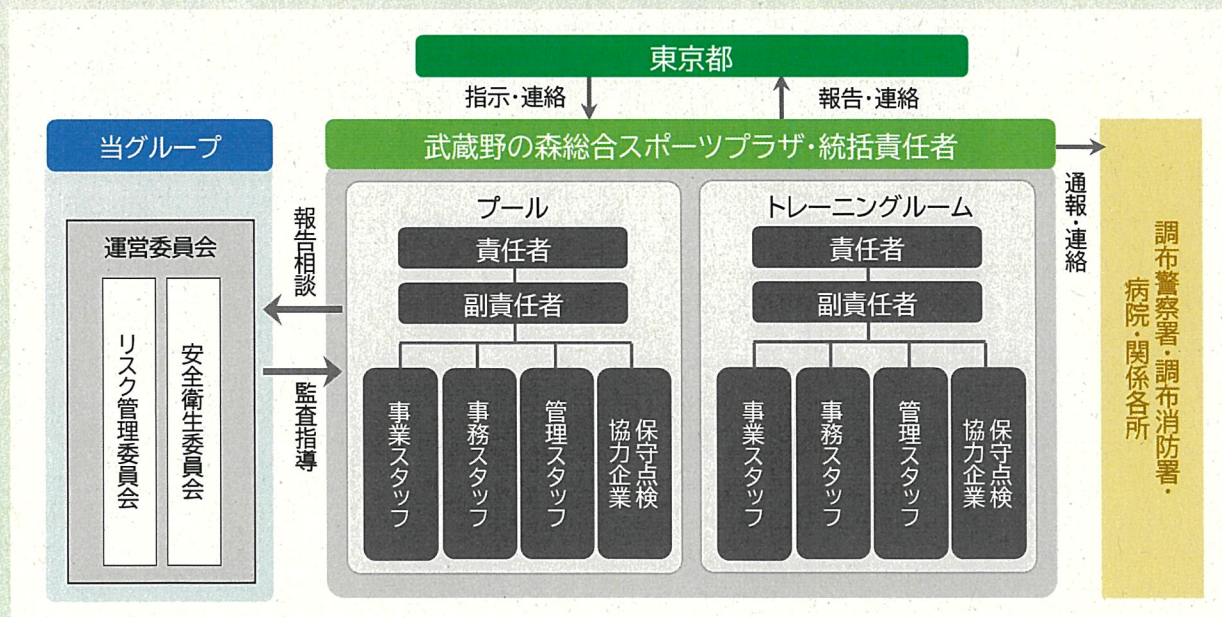 東京都
指示・連絡
報告・連絡
当グループ
武蔵野の森総合スポーツプラザ・統括責任者
運営委員会
リスク管理委員会
安全衛生委員会
報告相談
監査指導
プール
責任者
副責任者
事業スタッフ
事務スタッフ
管理スタッフ
保守点検
協力企業
トレーニングルーム
責任者
副責任者
事業スタッフ
事務スタッフ
管理スタッフ
保守点検
協力企業
通報・連絡
調布警察署・調布消防署・
病院・関係各所